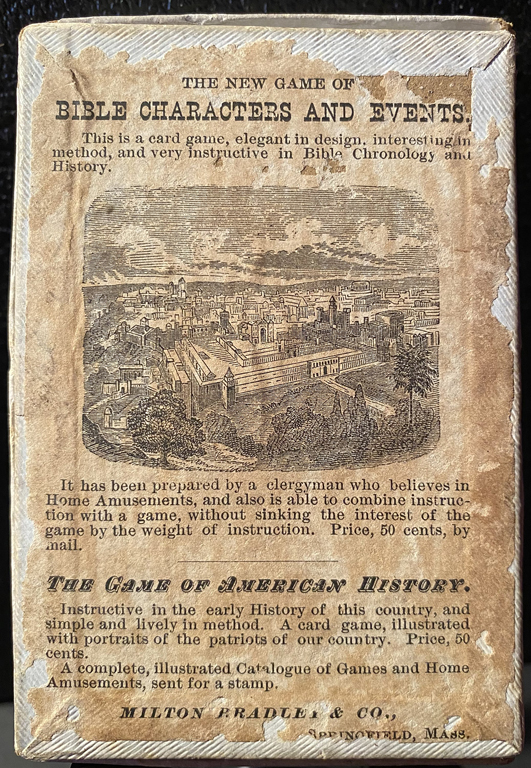 THE NEW GAME OF
BIBLE CHARACTERS AND EVENTS.
This is a card game, elegant in design, interesting in
method, and very instructive in Bible Chronology and
History.
It has been prepared by a clergyman who believes in
Home Amusements, and also is able to combine instruc-
tion with a game, without sinking the interest of the
game by the weight of instruction. Price, 50 cents, by
mail.
THE GAME OF AMERICAN HISTORY.
Instructive in the early History of this country, and
simple and lively in method. A card game, illustrated
with portraits of the patriots of our country. Price, 50
cents.
A complete, illustrated Catalogue of Games and Home
Amusements, sent for a stamp.
MILTON BRADLEY & CO.,
SPRINGFIELD, MASS.